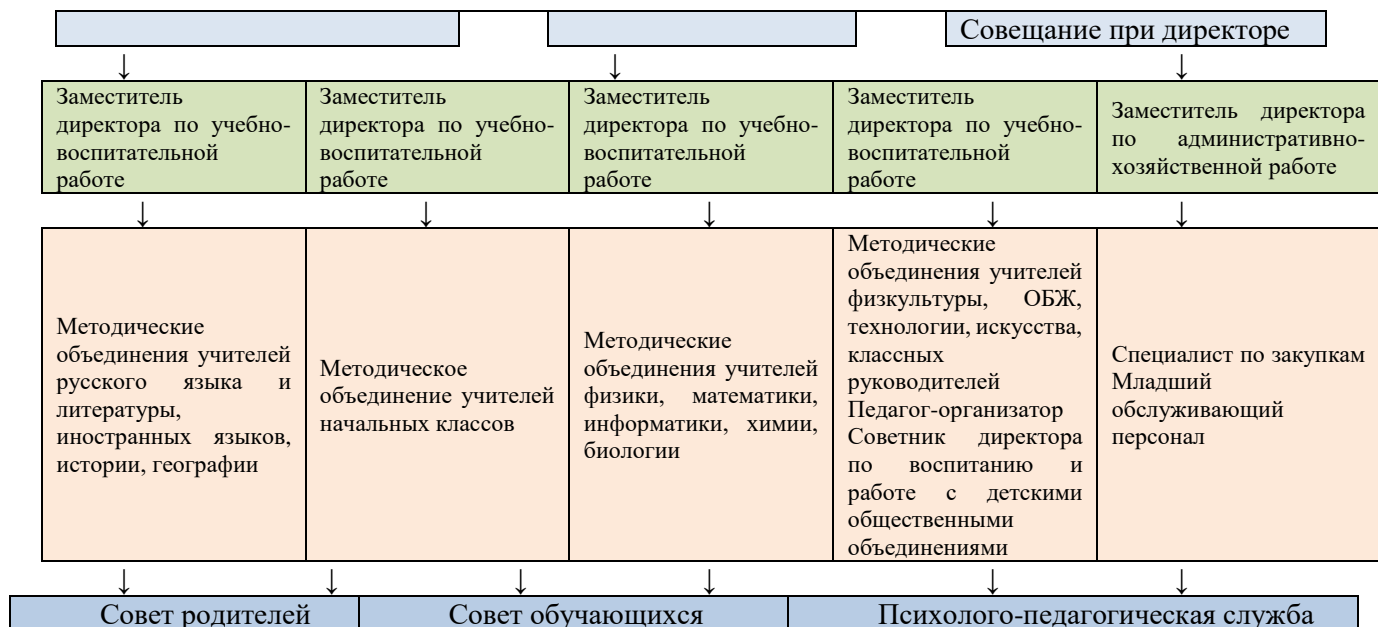 Совещание при директоре
Заместитель
директора по учебно-
воспитательной
работе
Заместитель
директора по учебно-
воспитательной
работе
Заместитель
директора по учебно-
воспитательной
работе
Заместитель
директора по учебно-
воспитательной
работе
Заместитель директора
по административно-
хозяйственной работе
Методические
объединения учителей
русского языка и
литературы,
иностранных языков,
истории, географии
Методическое
объединение учителей
начальных классов
Методические
объединения учителей
физики, математики,
информатики, химии,
биологии
Методические
объединения учителей
физкультуры, ОБЖ,
технологии, искусства,
классных
руководителей
Педагог-организатор
Советник директора
по воспитанию и
работе с детскими
общественными
объединениями
Специалист по закупкам
Младший
обслуживающий
персонал
Совет родителей
Совет обучающихся
Психолого-педагогическая служба